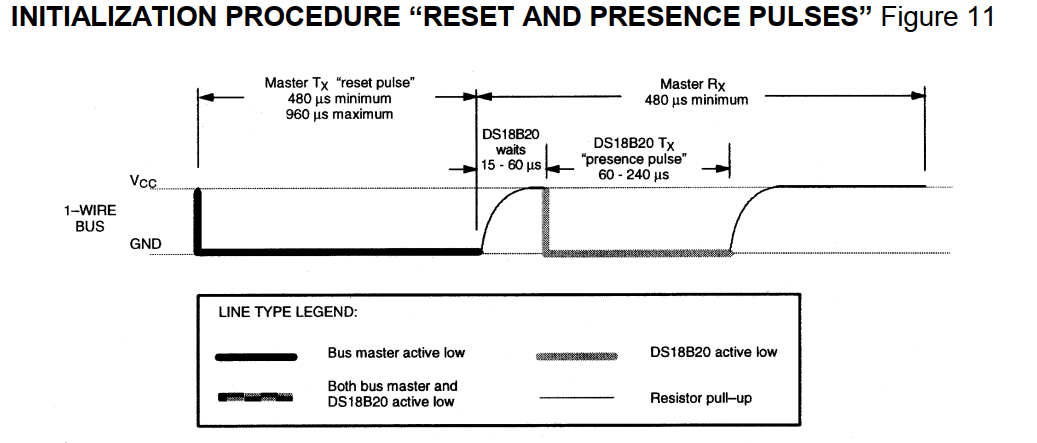 INITIALIZATION PROCEDURE “RESET AND PRESENCE PULSES” Figure 11
Master TX “reset pulse”
480 µs minimum
960 µs maximum
Master RX
480 µs minimum
DS18B20
waits
15 - 60 µs
DS18B20 TX
“presence pulse”
60 - 240 µs
VCC
1–WIRE
BUS
GND
LINE TYPE LEGEND:
Bus master active low
DS18B20 active low
Both bus master and
DS18B20 active low
Resistor pull–up